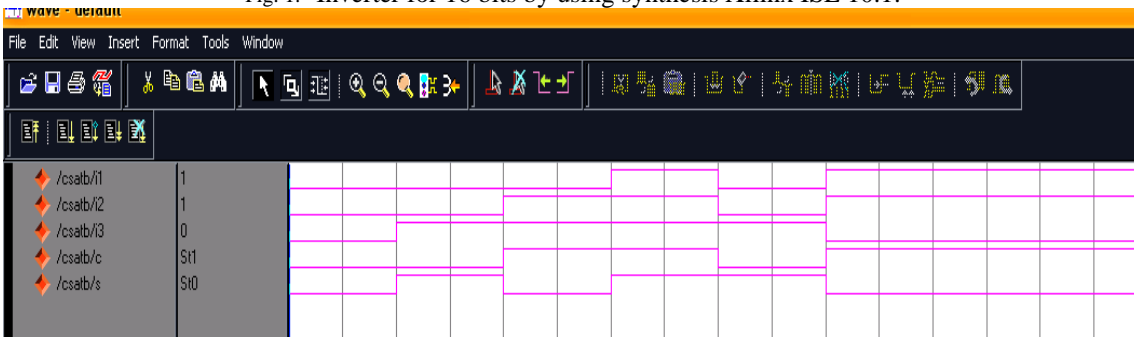 Fig. 1. Inverter for 16 bits by using synthesis Xilinx ISE 10.1.
wave - default
File Edit View Insert Format Tools Window
/csatb/i1 1
/csatb/i2 1
/csatb/i3 0
/csatb/c St1
/csatb/s St0